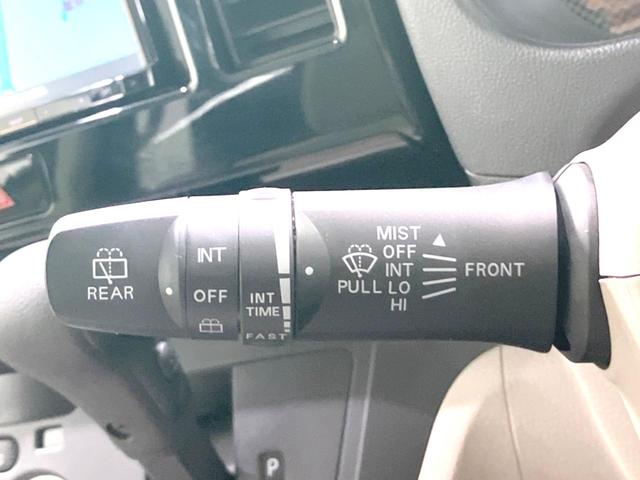 REAR
INT
OFF
INT
TIME
FAST
MIST
OFF
INT
LO
HI
PULL
FRONT
P